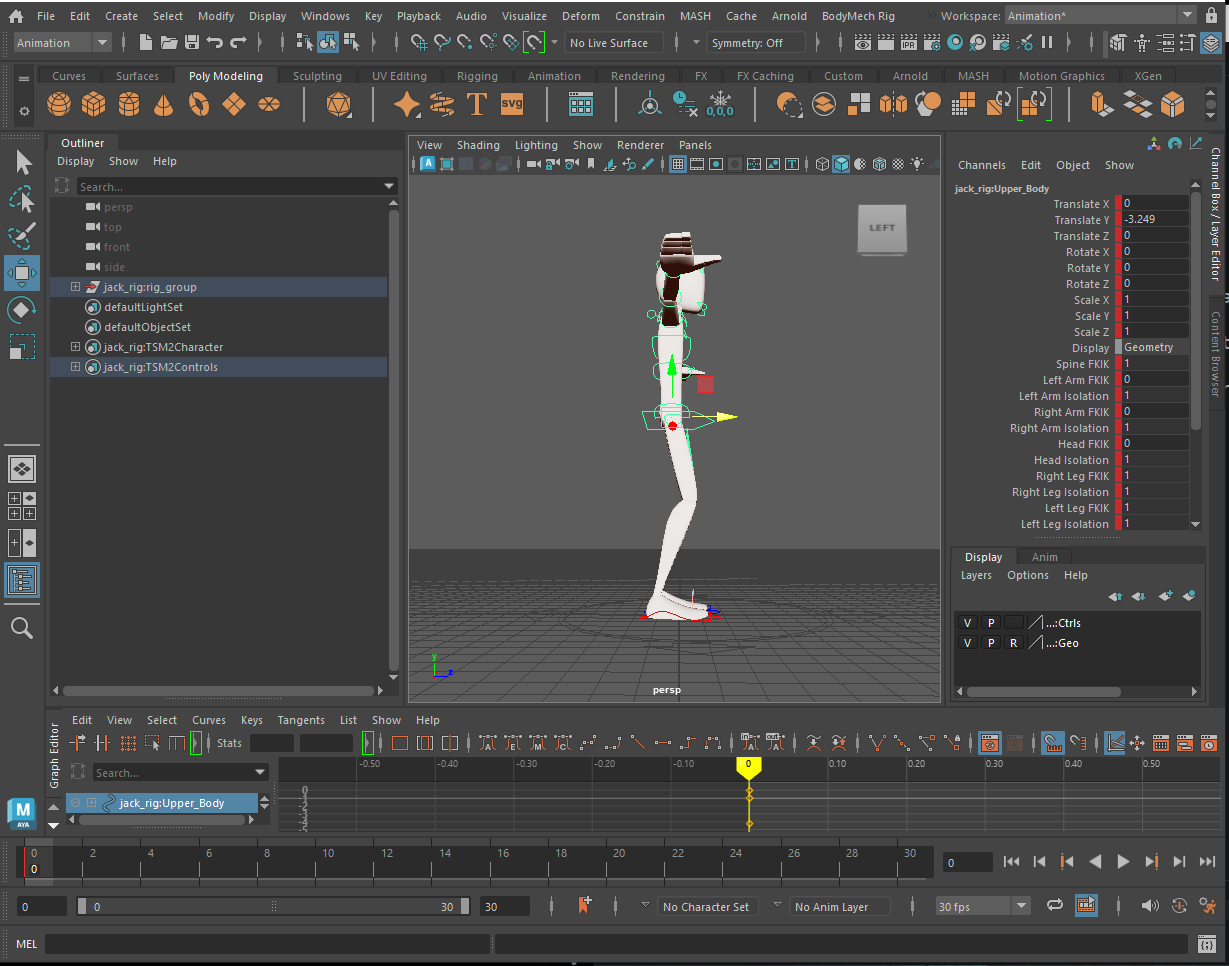 File Edit Create Select Modify Display Windows Key Playback Audio Visualize Deform Constrain MASH Cache Arnold BodyMech Rig Workspace: Animation*
Animation No Live Surface Symmetry: Off IPR
Curves Surfaces Poly Modeling Sculpting UV Editing Rigging Animation Rendering FX FX Caching Custom Arnold MASH Motion Graphics XGen
T svg 0,0,0
Outliner
Display Show Help
Search...
persp
top
front
side
jack_rig:rig_group
defaultLightSet
defaultObjectSet
jack_rig:TSM2Character
jack_rig:TSM2Controls
View Shading Lighting Show Renderer Panels
LEFT
y
z
persp
Channels Edit Object Show
jack_rig:Upper_Body
Translate X 0
Translate Y -3.249
Translate Z 0
Rotate X 0
Rotate Y 0
Rotate Z 0
Scale X 1
Scale Y 1
Scale Z 1
Display Geometry
Spine FKIK 1
Left Arm FKIK 0
Left Arm Isolation 1
Right Arm FKIK 0
Right Arm Isolation 1
Head FKIK 0
Head Isolation 1
Right Leg FKIK 1
Right Leg Isolation 1
Left Leg FKIK 1
Left Leg Isolation 1
Channel Box / Layer Editor
Content Browser
Display Anim
Layers Options Help
V P ...:Ctrls
V P R ...:Geo
Graph Editor
Edit View Select Curves Keys Tangents List Show Help
Stats
Search...
-0.50 -0.40 -0.30 -0.20 -0.10 0 0.10 0.20 0.30 0.40 0.50
jack_rig:Upper_Body
0
-1
-2
-3
-4
M
AYA
0 2 4 6 8 10 12 14 16 18 20 22 24 26 28 30
0 0
0 0 30 30 No Character Set No Anim Layer 30 fps
MEL